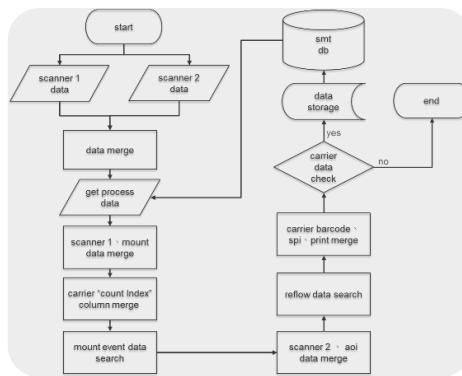 start
scanner 1
data
scanner 2
data
data merge
get process
data
scanner 1、mount
data merge
carrier “count Index”
column merge
mount event data
search
scanner 2、aoi
data merge
reflow data search
carrier barcode、
spi、print merge
carrier
data
check
yes
no
data
storage
smt
db
end